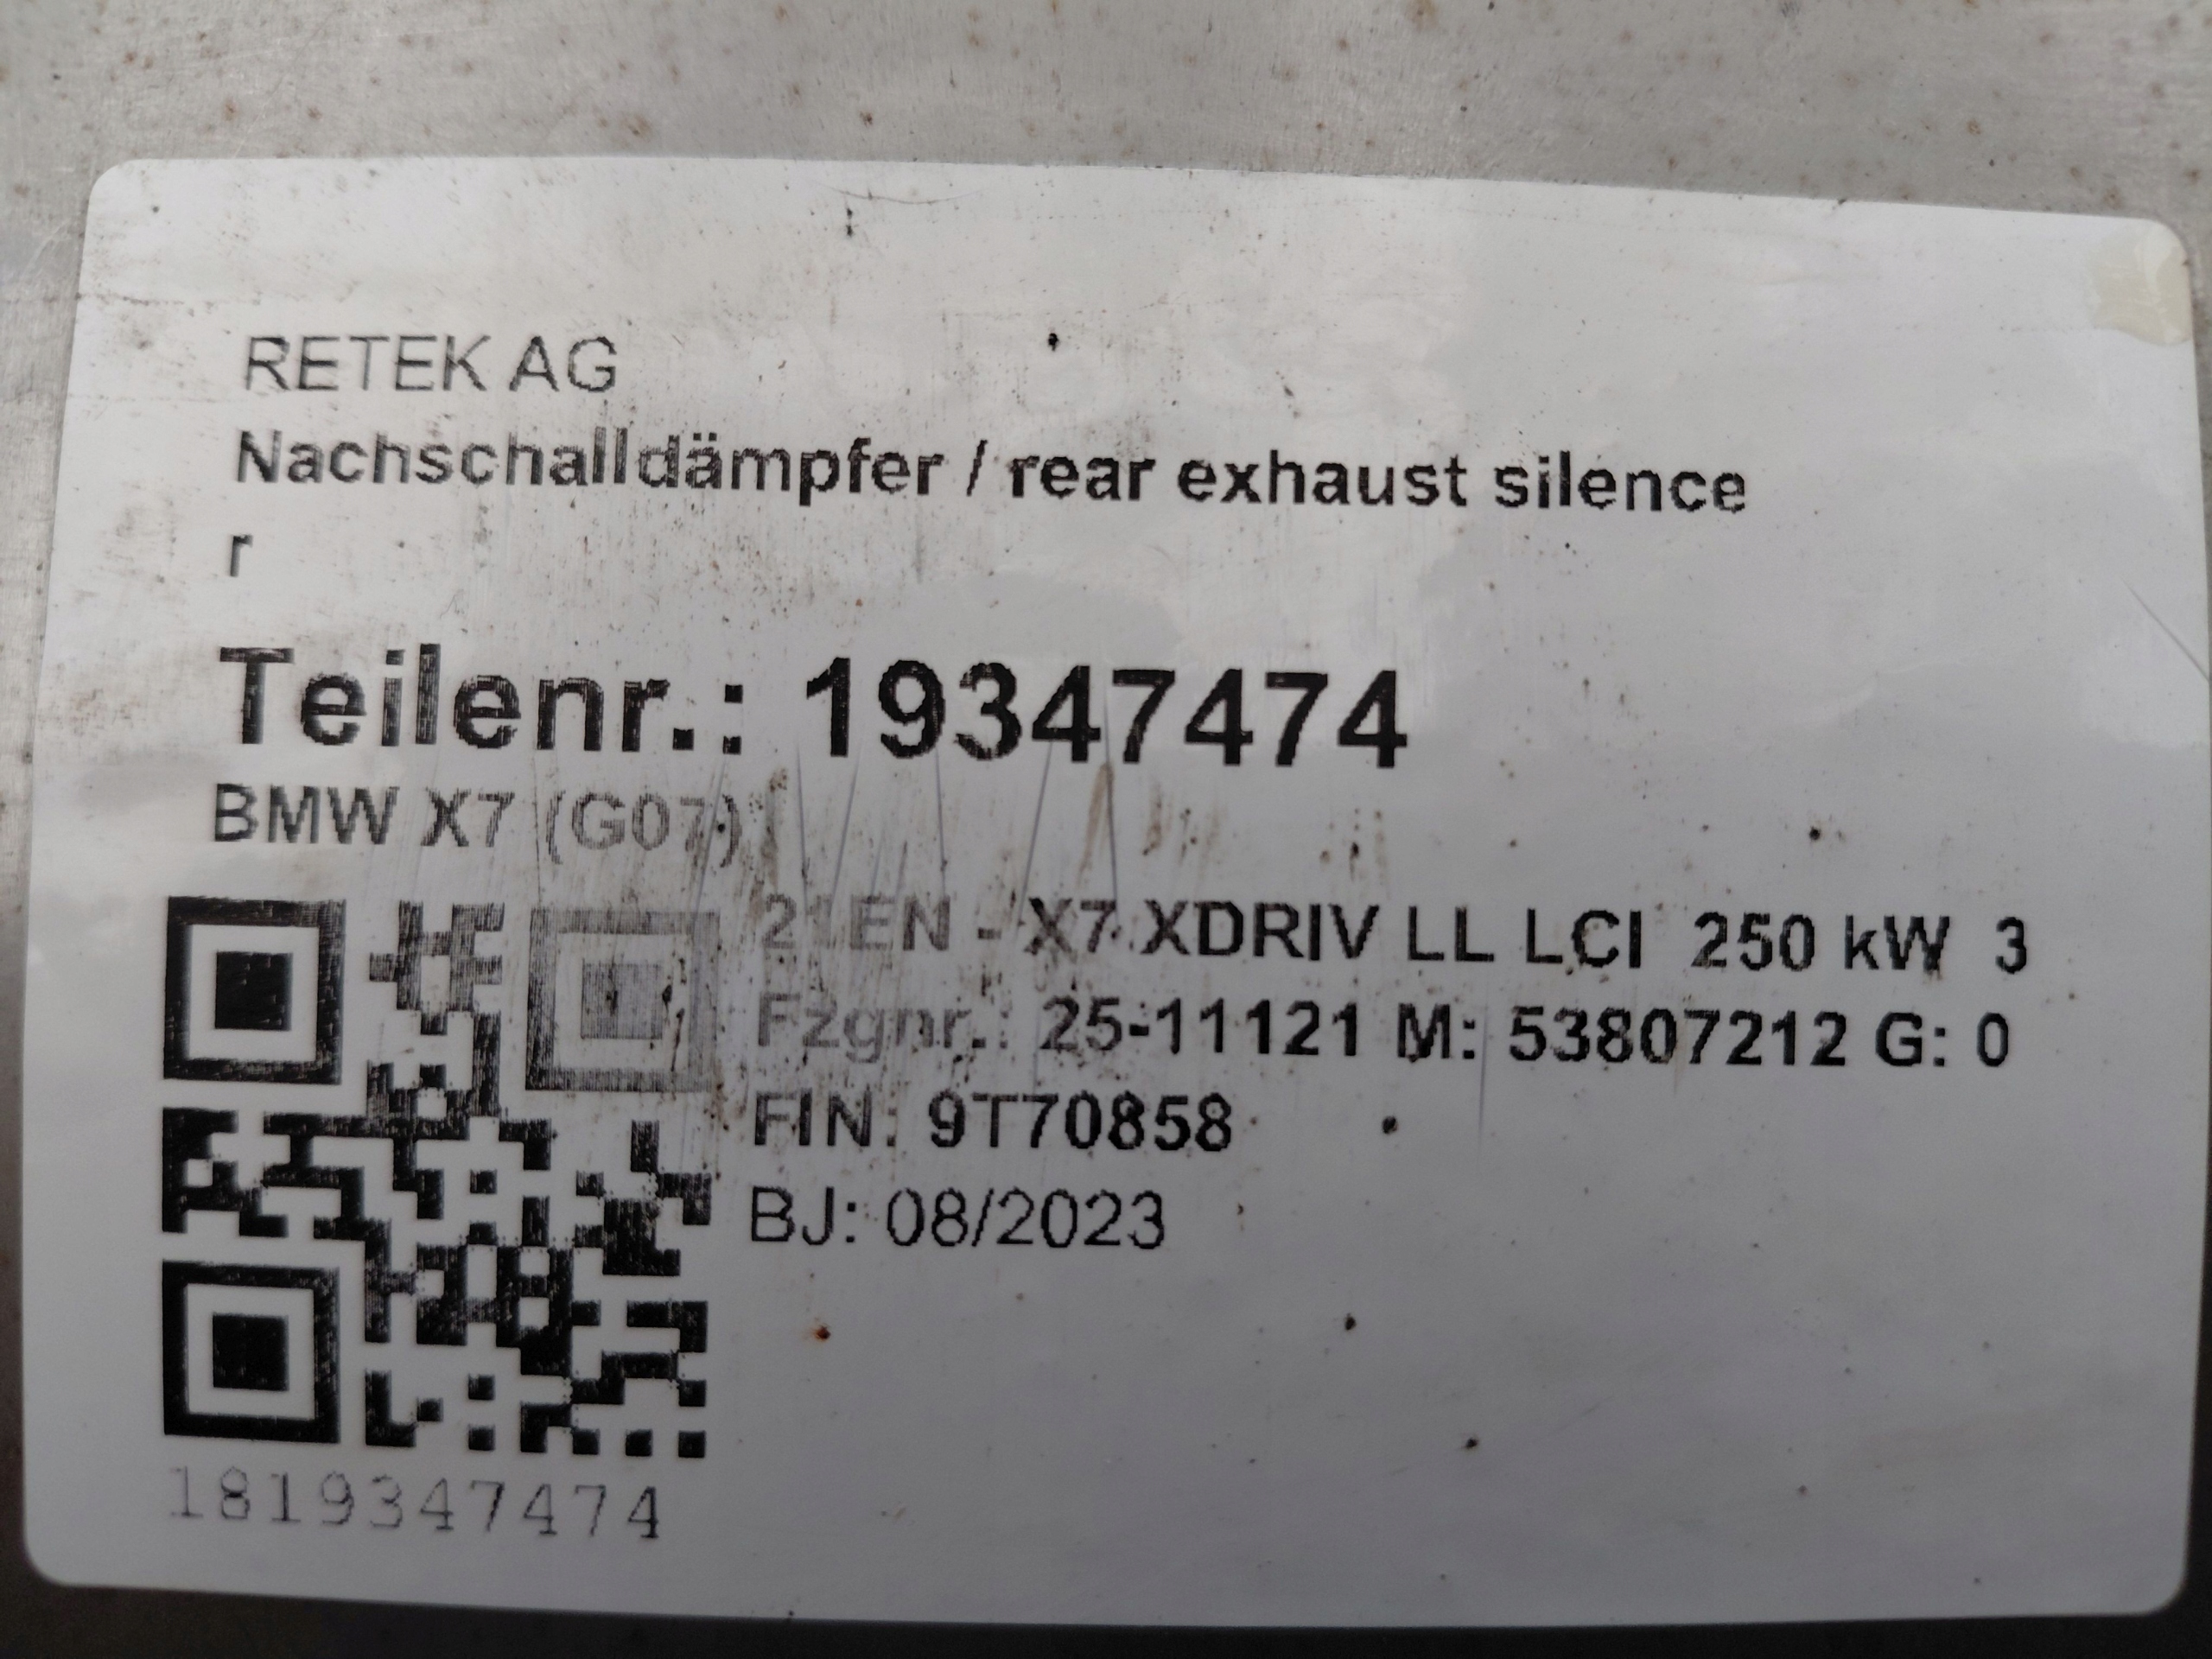 RETEK AG
Nachschalldämpfer / rear exhaust silence
r
Teilenr.: 19347474
BMW X7 (G07)
21EN - X7 XDRIV LL LCI 250 kW 3
Fzgnr.: 25-11121 M: 53807212 G: 0
FIN: 9T70858
BJ: 08/2023
1819347474